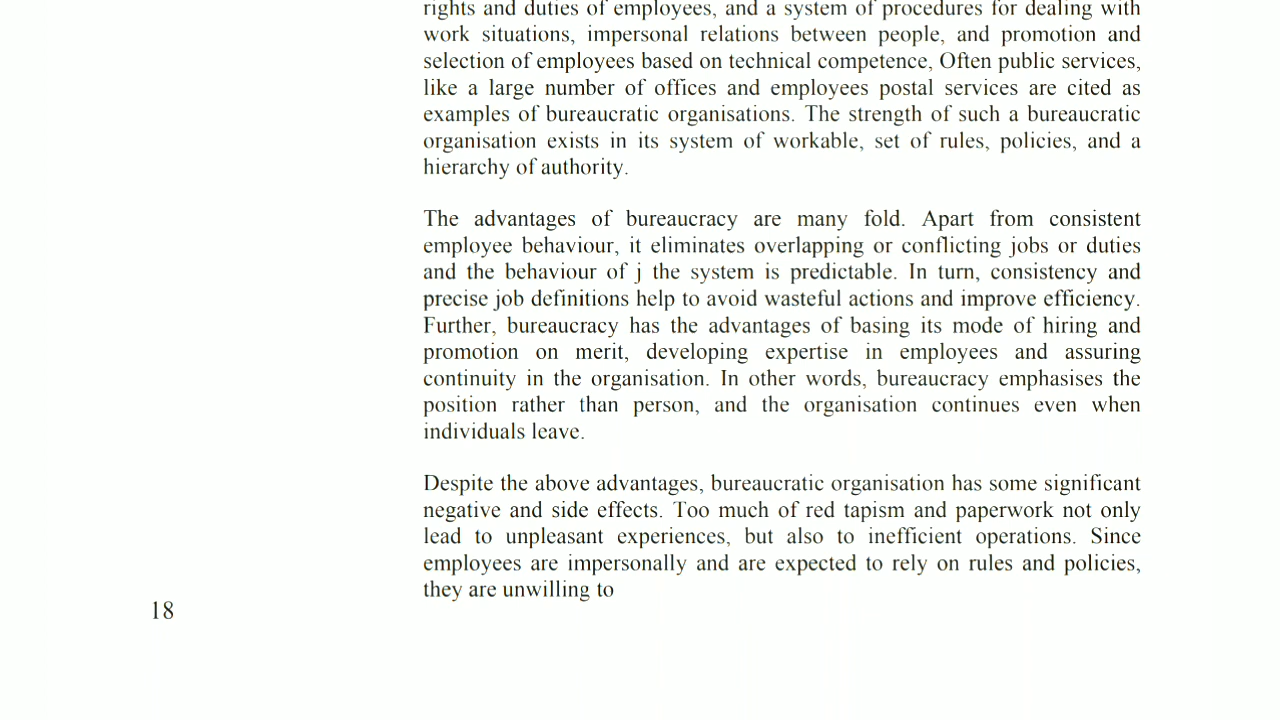 rights and duties of employees, and a system of procedures for dealing with
work situations, impersonal relations between people, and promotion and
selection of employees based on technical competence, Often public services,
like a large number of offices and employees postal services are cited as
examples of bureaucratic organisations. The strength of such a bureaucratic
organisation exists in its system of workable, set of rules, policies, and a
hierarchy of authority.
The advantages of bureaucracy are many fold. Apart from consistent
employee behaviour, it eliminates overlapping or conflicting jobs or duties
and the behaviour of j the system is predictable. In turn, consistency and
precise job definitions help to avoid wasteful actions and improve efficiency.
Further, bureaucracy has the advantages of basing its mode of hiring and
promotion on merit, developing expertise in employees and assuring
continuity in the organisation. In other words, bureaucracy emphasises the
position rather than person, and the organisation continues even when
individuals leave.
Despite the above advantages, bureaucratic organisation has some significant
negative and side effects. Too much of red tapism and paperwork not only
lead to unpleasant experiences, but also to inefficient operations. Since
employees are impersonally and are expected to rely on rules and policies,
they are unwilling to
18